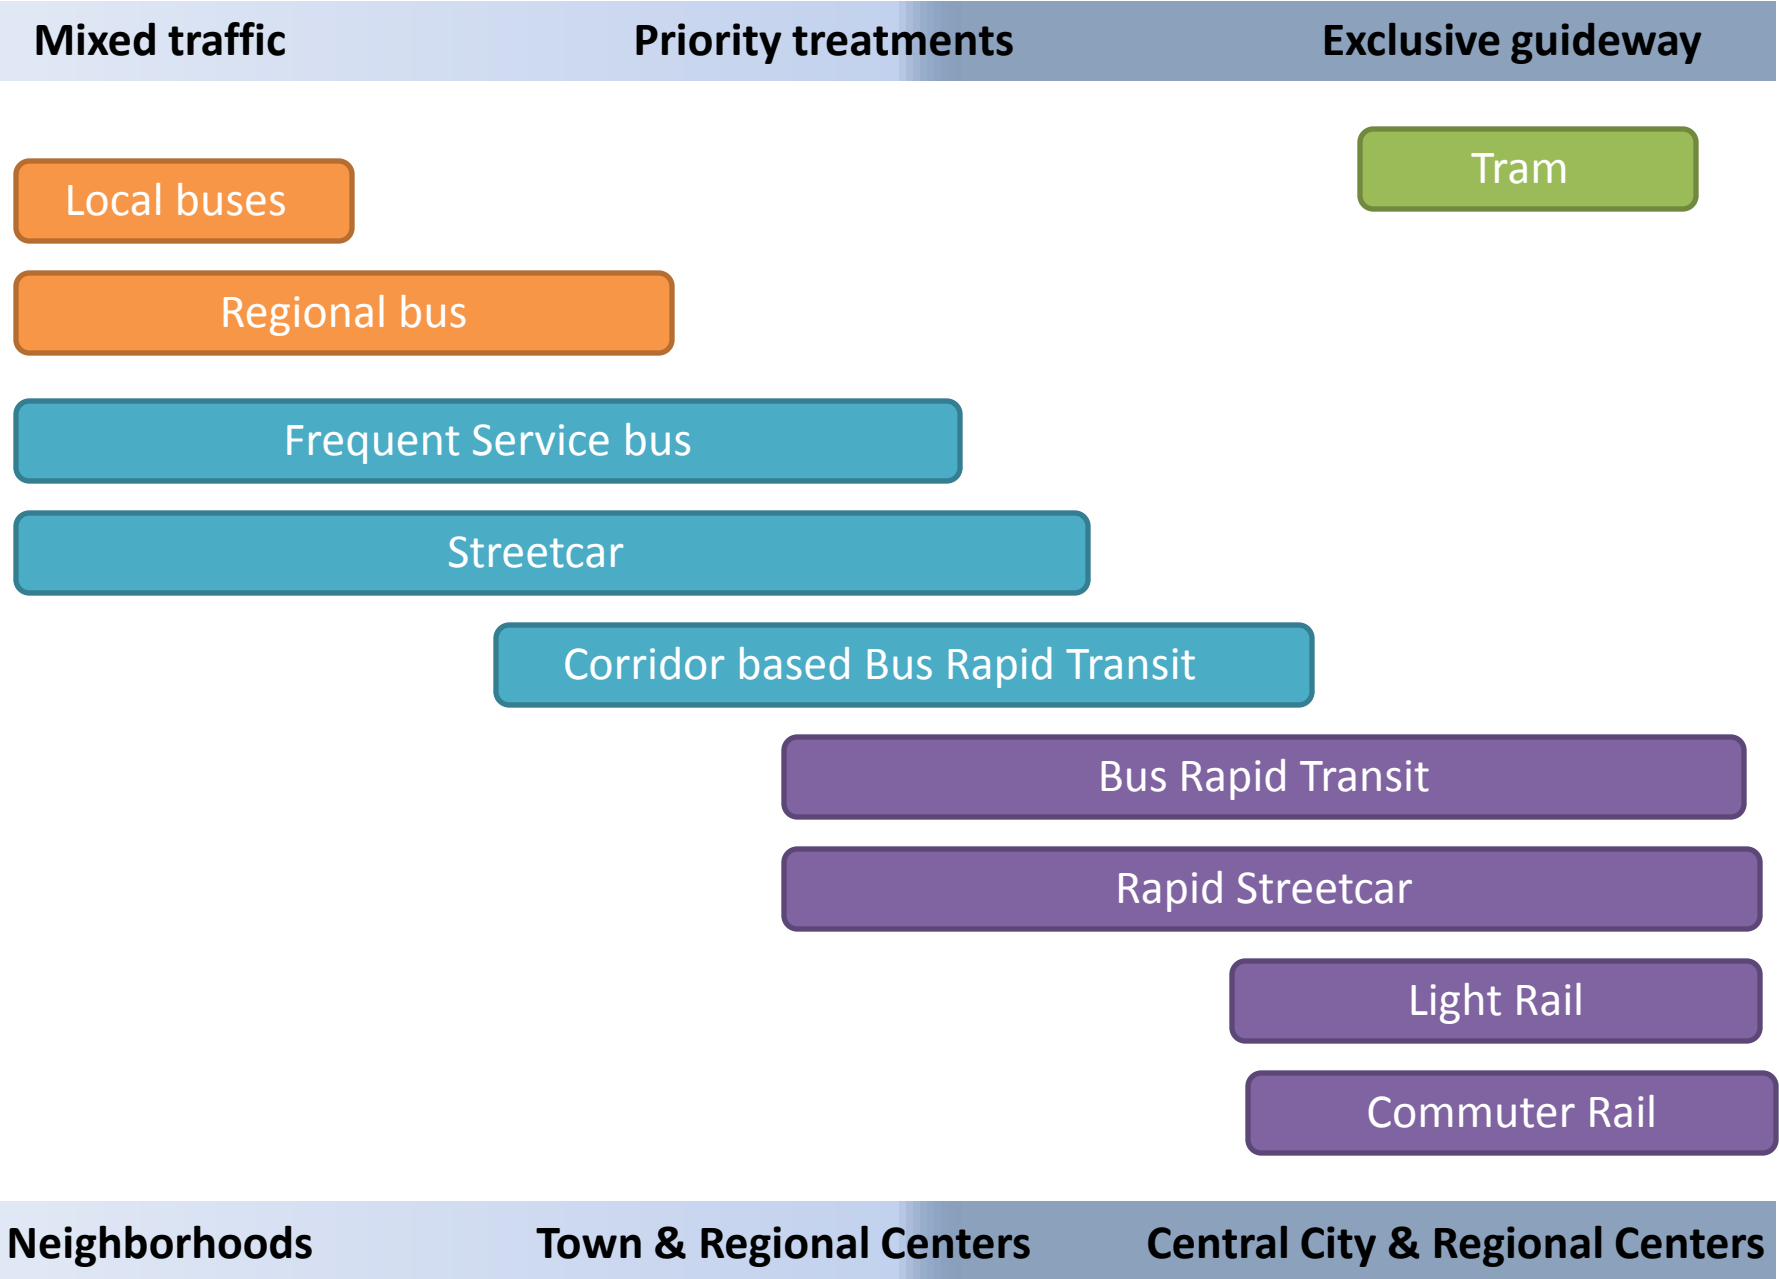 Mixed traffic
Priority treatments
Exclusive guideway
Tram
Local buses
Regional bus
Frequent Service bus
Streetcar
Corridor based Bus Rapid Transit
Bus Rapid Transit
Rapid Streetcar
Light Rail
Commuter Rail
Neighborhoods
Town & Regional Centers
Central City & Regional Centers